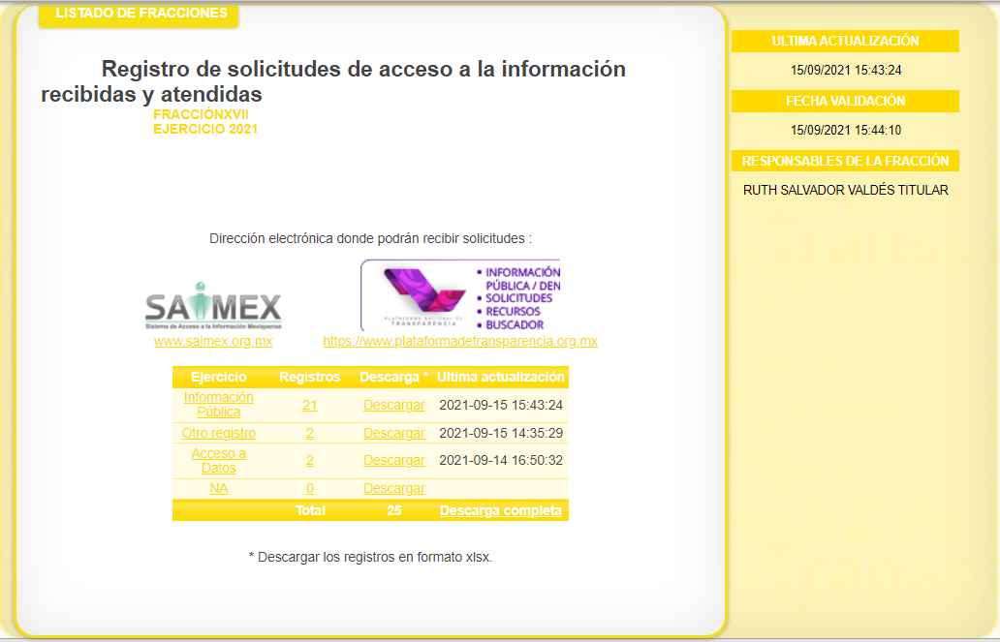 LISTADO DE FRACCIONES
Registro de solicitudes de acceso a la información
recibidas y atendidas
FRACCIÓNXVII
EJERCICIO 2021
Dirección electrónica donde podrán recibir solicitudes :
SAIMEX
Sistema de Acceso a la Información Mexiquense
www.saimex.org.mx
PLATAFORMA NACIONAL DE
TRANSPARENCIA
INFORMACIÓN
PÚBLICA / DEN
SOLICITUDES
RECURSOS
BUSCADOR
https://www.plataformadetransparencia.org.mx
Ejercicio Registros Descarga * Ultima actualización
Información
Pública 21 Descargar 2021-09-15 15:43:24
Otro registro 2 Descargar 2021-09-15 14:35:29
Acceso a
Datos 2 Descargar 2021-09-14 16:50:32
NA 0 Descargar
Total 25 Descarga completa
* Descargar los registros en formato xlsx.
ULTIMA ACTUALIZACIÓN
15/09/2021 15:43:24
FECHA VALIDACIÓN
15/09/2021 15:44:10
RESPONSABLES DE LA FRACCIÓN
RUTH SALVADOR VALDÉS TITULAR